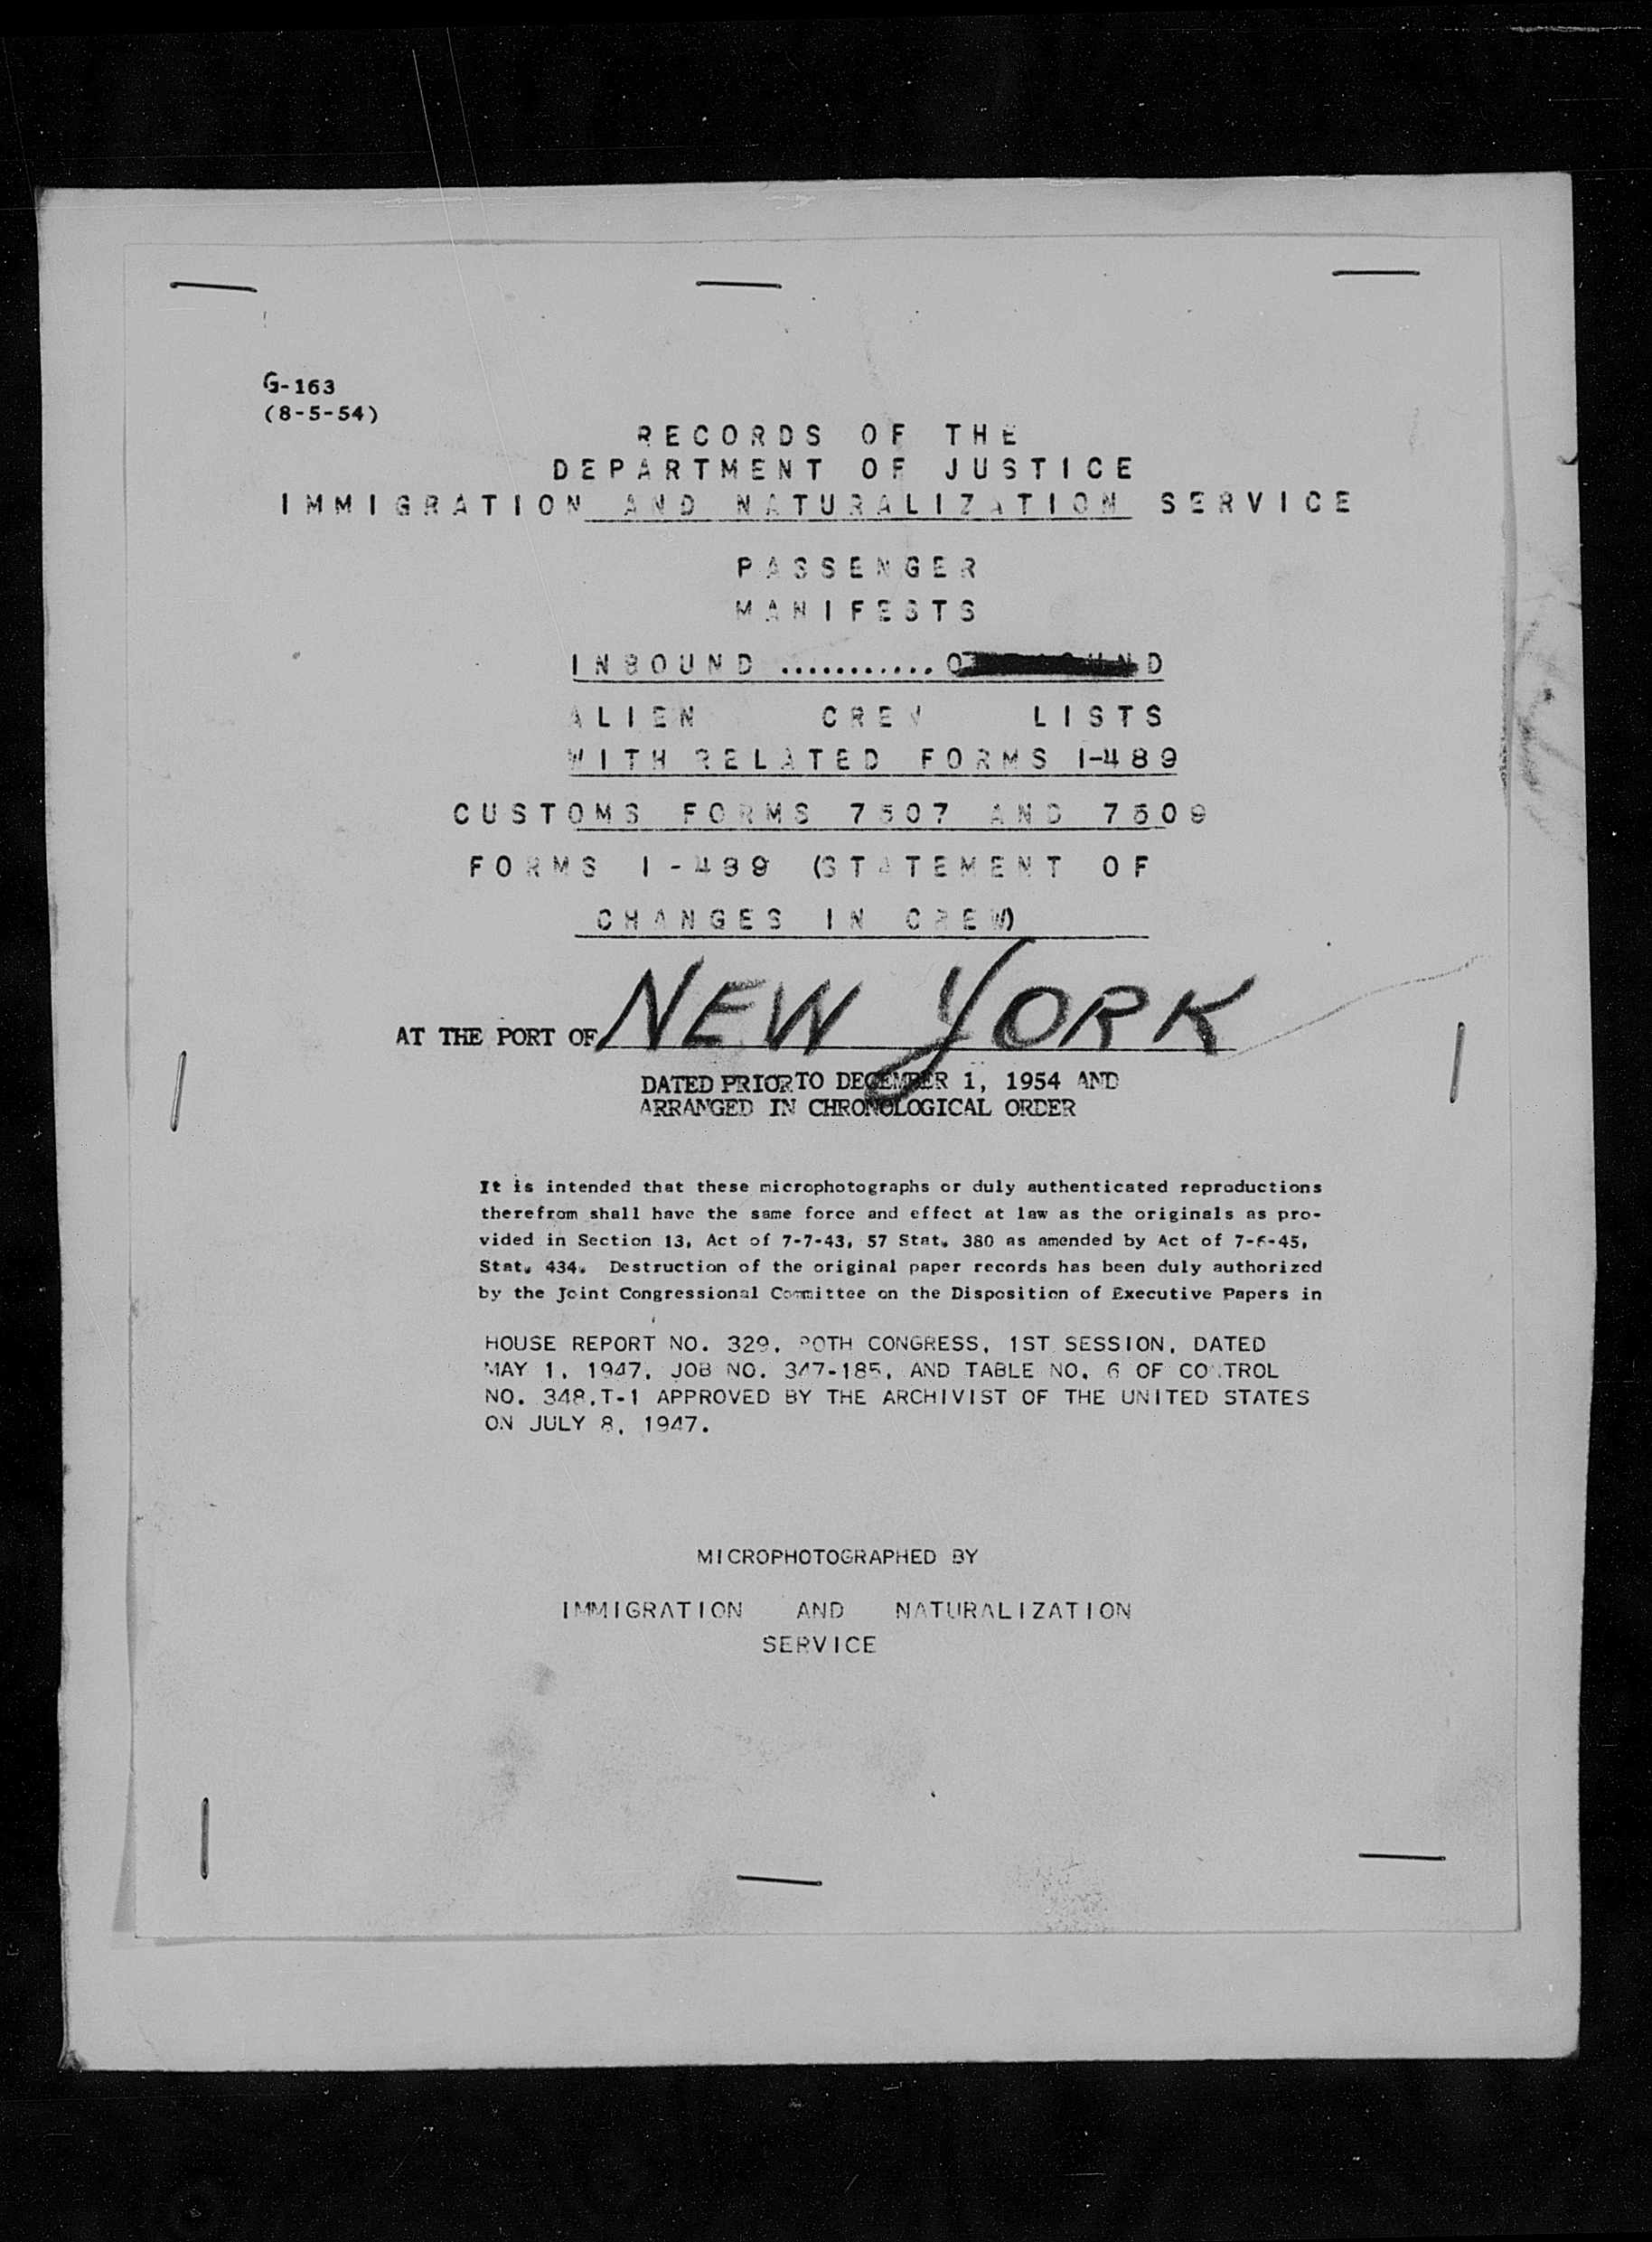 G-163
(8-5-54)
RECORDS OF THE
DEPARTMENT OF JUSTICE
IMMIGRATION AND NATURALIZATION SERVICE
PASSENGER
MANIFESTS
INBOUND ...........
ALIEN CREW LISTS
WITH RELATED FORMS I-489
CUSTOMS FORMS 7507 AND 7509
FORMS I-489 (STATEMENT OF
CHANGES IN CREW)
AT THE PORT OF NEW YORK
DATED PRIOR TO DECEMBER 1, 1954 AND
ARRANGED IN CHRONOLOGICAL ORDER
It is intended that these microphotographs or duly authenticated reproductions
therefrom shall have the same force and effect at law as the originals as pro-
vided in Section 13, Act of 7-7-43, 57 Stat. 380 as amended by Act of 7-6-45,
Stat. 434. Destruction of the original paper records has been duly authorized
by the Joint Congressional Committee on the Disposition of Executive Papers in
HOUSE REPORT NO. 329, 80TH CONGRESS, 1ST SESSION, DATED
MAY 1, 1947, JOB NO. 347-185, AND TABLE NO. 6 OF CONTROL
NO. 348.T-1 APPROVED BY THE ARCHIVIST OF THE UNITED STATES
ON JULY 8, 1947.
MICROPHOTOGRAPHED BY
IMMIGRATION AND NATURALIZATION
SERVICE